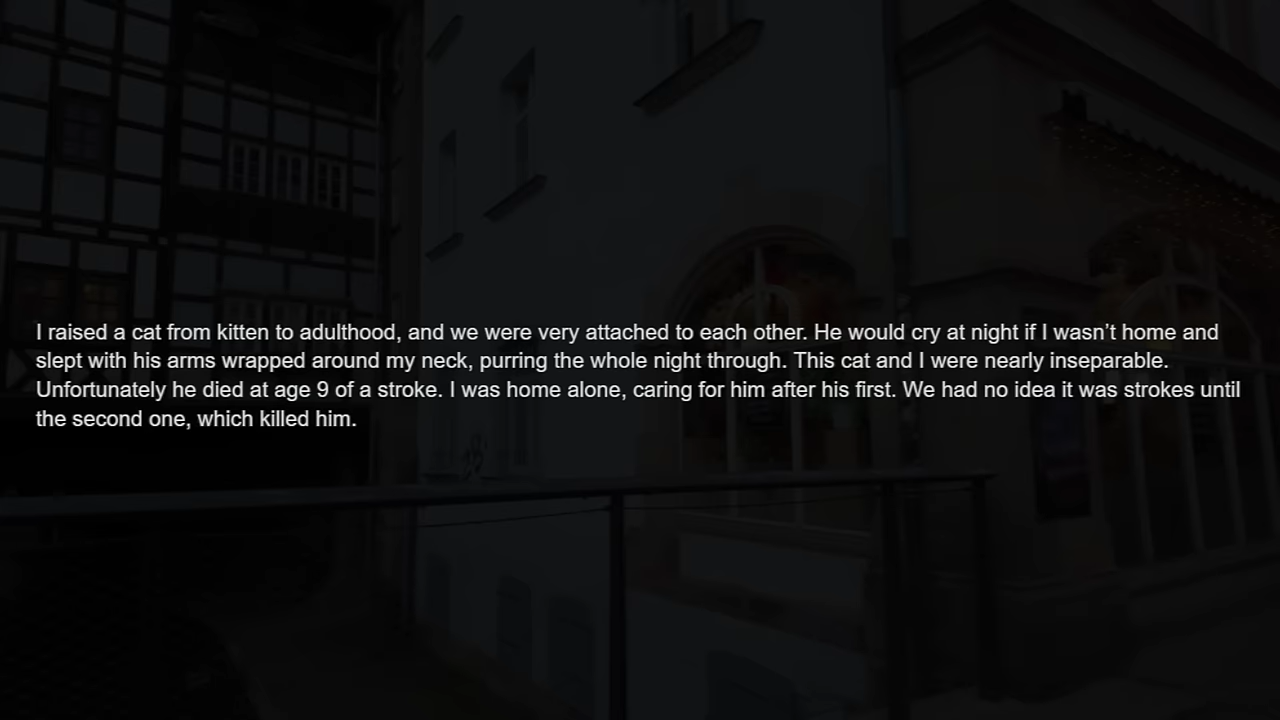 I raised a cat from kitten to adulthood, and we were very attached to each other. He would cry at night if I wasn’t home and
slept with his arms wrapped around my neck, purring the whole night through. This cat and I were nearly inseparable.
Unfortunately he died at age 9 of a stroke. I was home alone, caring for him after his first. We had no idea it was strokes until
the second one, which killed him.